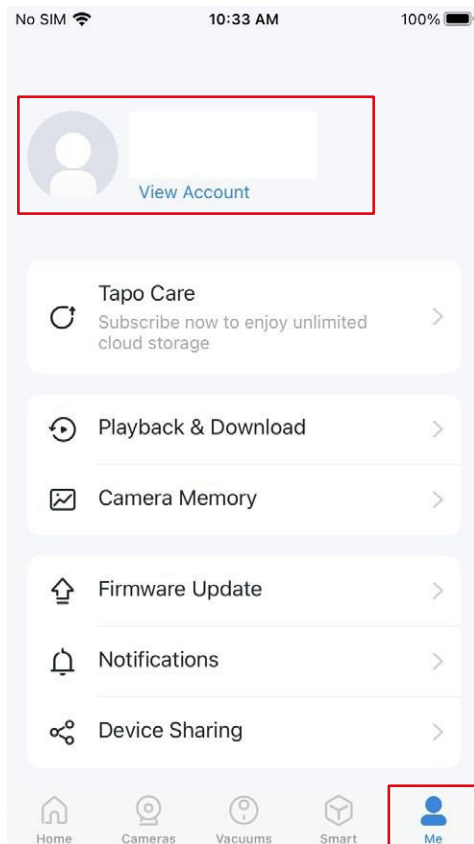 No SIM 10:33 AM 100%
View Account
Tapo Care
Subscribe now to enjoy unlimited
cloud storage
Playback & Download
Camera Memory
Firmware Update
Notifications
Device Sharing
Home Cameras Vacuums Smart Me